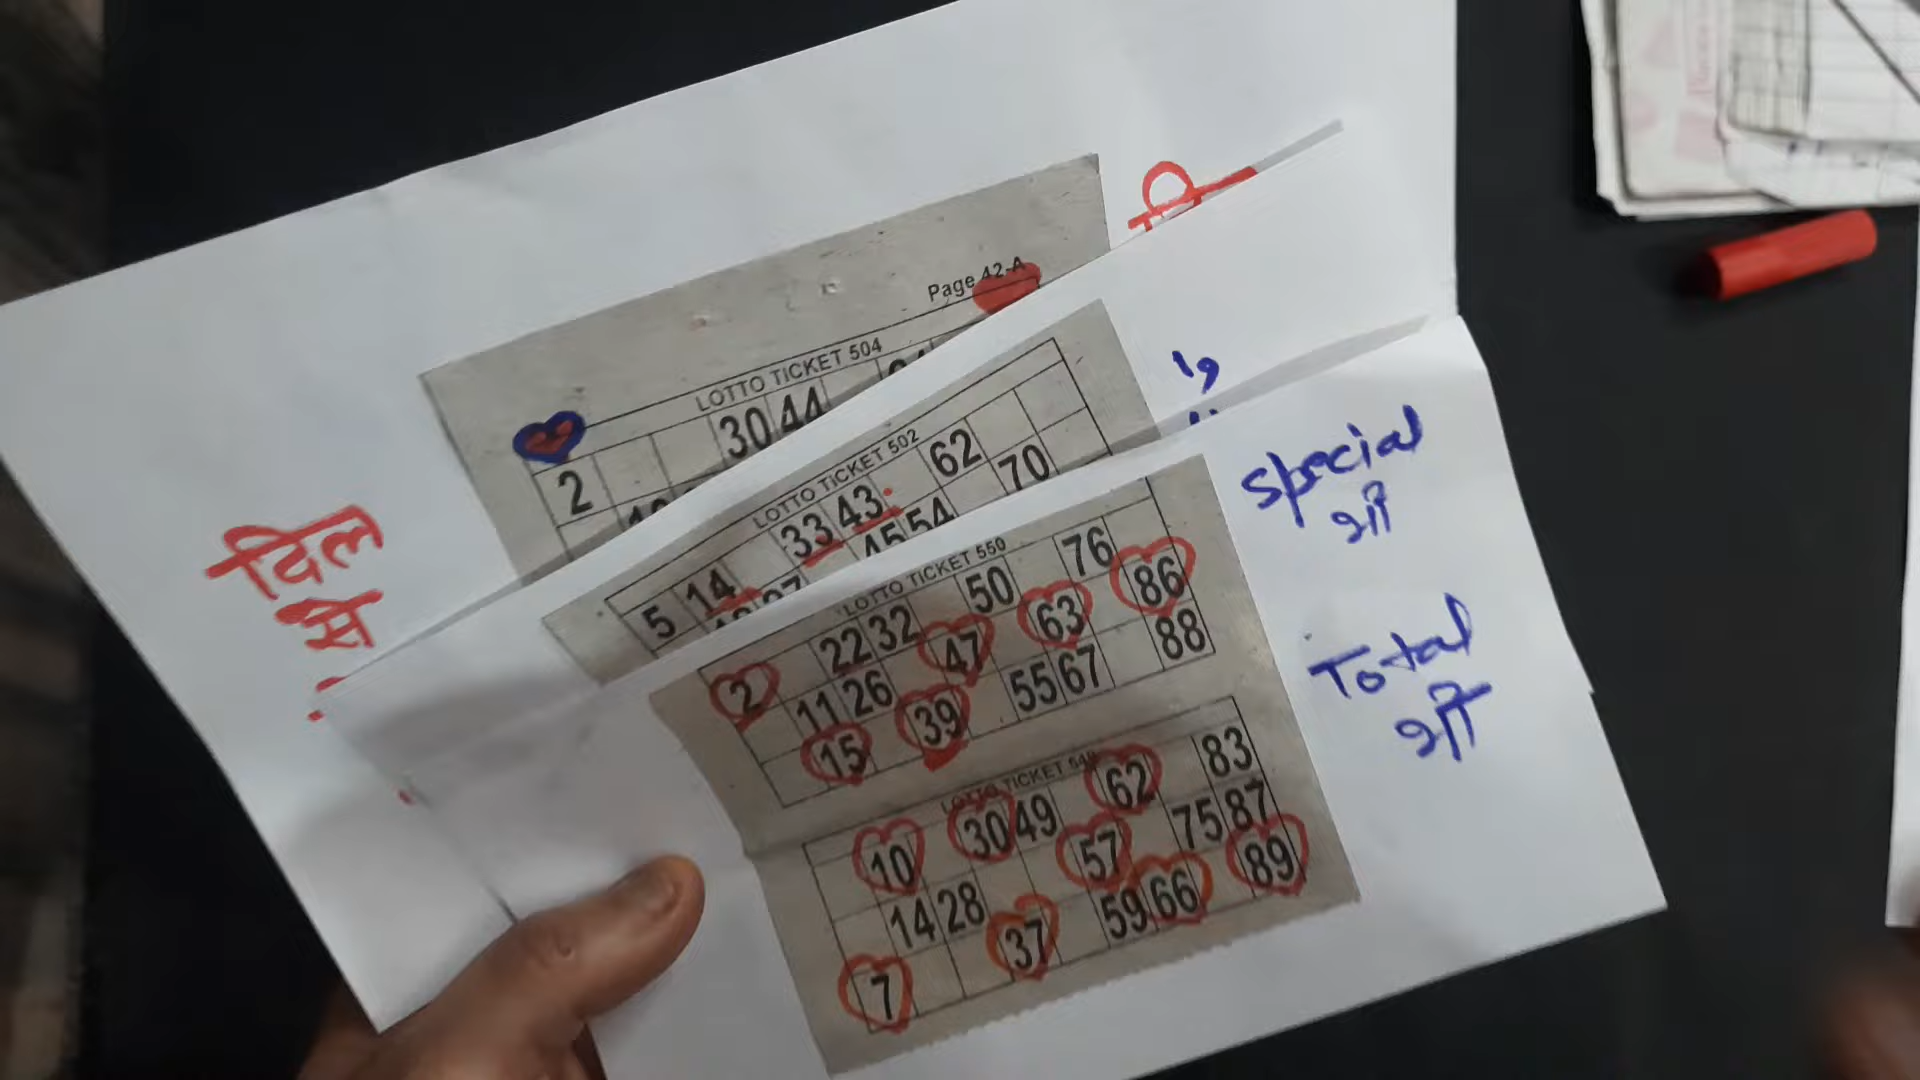 Page 42-A
LOTTO TICKET 504
30 44
2
दिल
से
LOTTO TICKET 502
33 43 62
5 14 45 54 70
special
श्री
Total
श्री
LOTTO TICKET 550
2 22 32 50 76
11 26 47 63 86
15 39 55 67 88
LOTTO TICKET
10 30 49 62 83
14 28 57 75 87
7 37 59 66 89